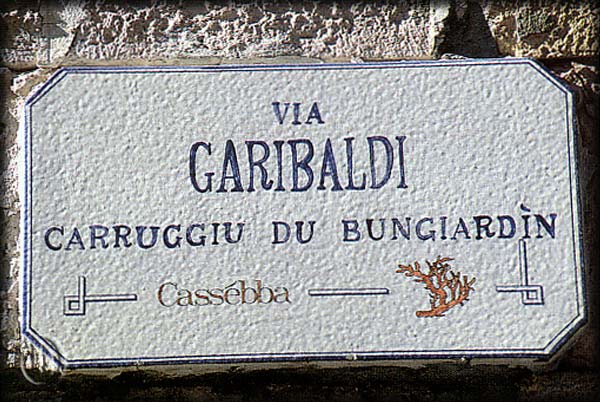 VIA
GARIBALDI
CARRUGGIU DU BUNGIARDÌN
Cassébba